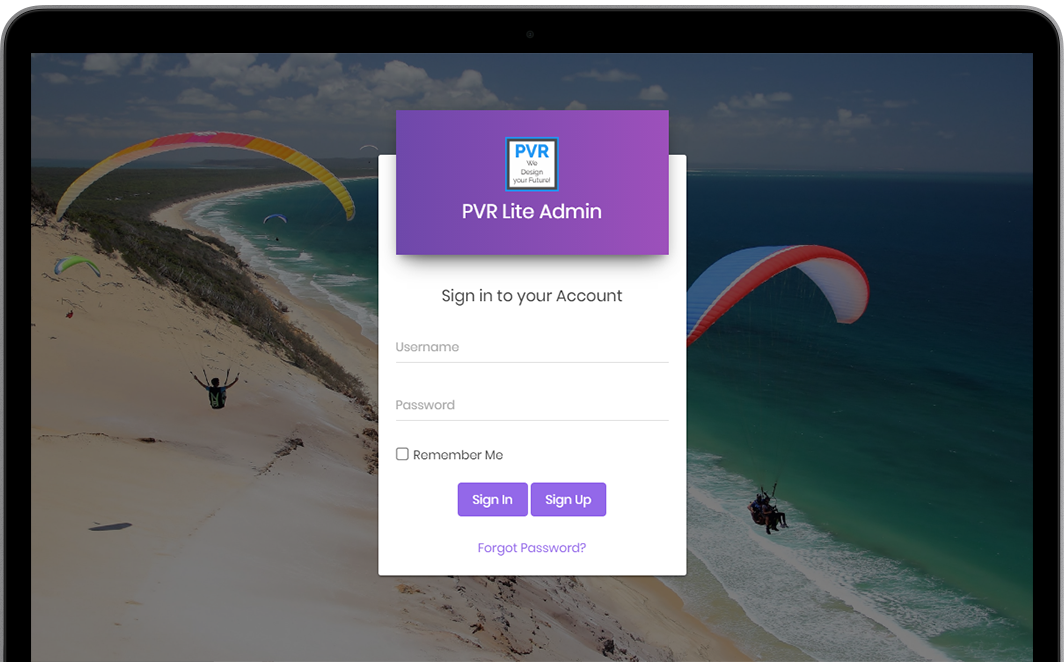 PVR
We
Design
your Future!
PVR Lite Admin
Sign in to your Account
Username
Password
Remember Me
Sign In Sign Up
Forgot Password?